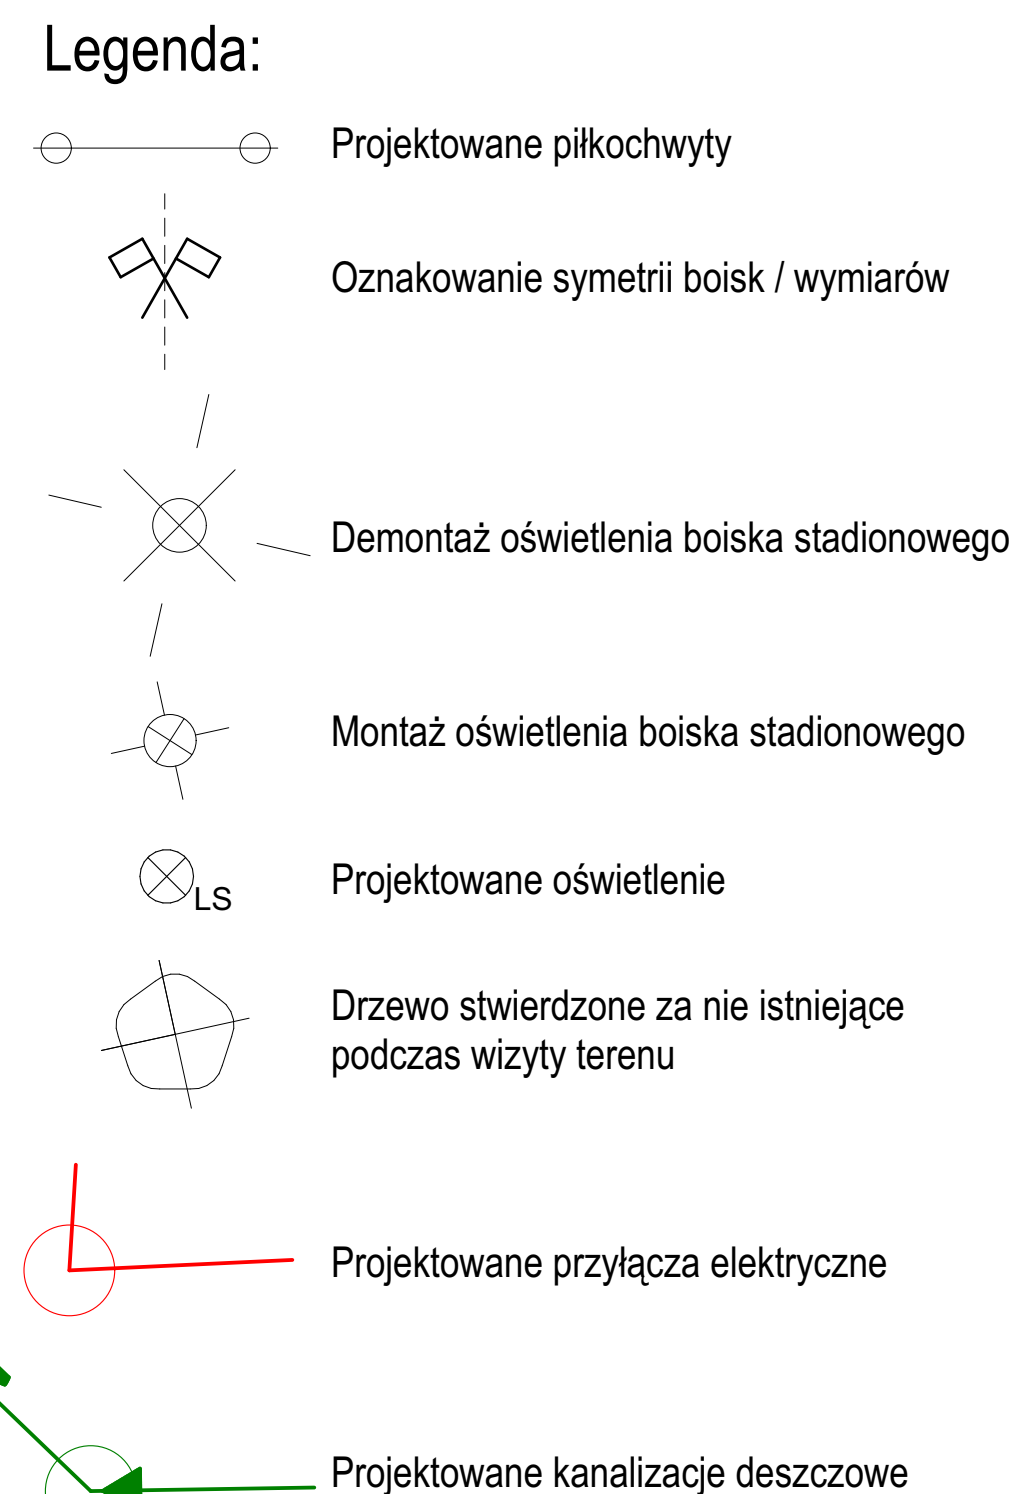 Legenda:
Projektowane piłkochwyty
Oznakowanie symetrii boisk / wymiarów
Demontaż oświetlenia boiska stadionowego
Montaż oświetlenia boiska stadionowego
LS
Projektowane oświetlenie
Drzewo stwierdzone za nie istniejące
podczas wizyty terenu
Projektowane przyłącza elektryczne
Projektowane kanalizacje deszczowe